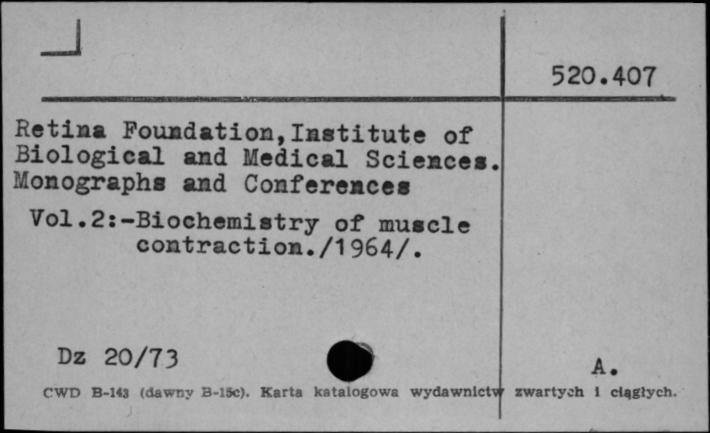 520.407
Retina Foundation,Institute of
Biological and Medical Sciences.
Monographs and Conferences
Vol.2:-Biochemistry of muscle
contraction./1964/.
Dz 20/73
A.
CWD B-143 (dawny B-15c). Karta katalogowa wydawnictw zwartych i ciągłych.